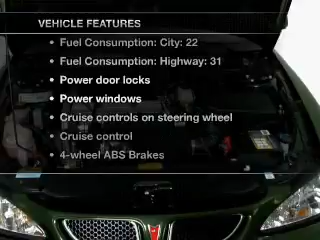 VEHICLE FEATURES
• Fuel Consumption: City: 22
• Fuel Consumption: Highway: 31
• Power door locks
• Power windows
• Cruise controls on steering wheel
• Cruise control
• 4-wheel ABS Brakes